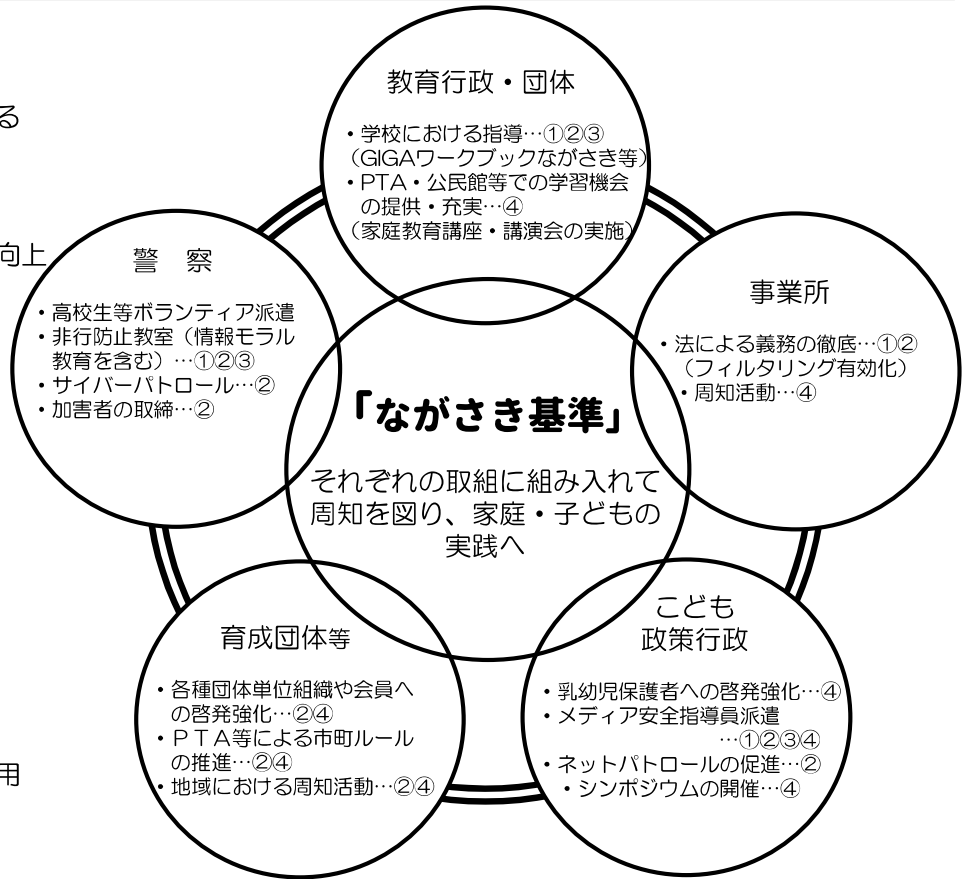 教育行政・団体
・学校における指導…①②③
（GIGAワークブックながさき等）
・PTA・公民館等での学習機会
の提供・充実…④
（家庭教育講座・講演会の実施）
る
向上
警　察
・高校生等ボランティア派遣
・非行防止教室（情報モラル
教育を含む）…①②③
・サイバーパトロール…②
・加害者の取締…②
事業所
・法による義務の徹底…①②
（フィルタリング有効化）
・周知活動…④
「ながさき基準」
それぞれの取組に組み入れて
周知を図り、家庭・子どもの
実践へ
育成団体等
・各種団体単位組織や会員へ
の啓発強化…②④
・ＰＴＡ等による市町ルール
の推進…②④
・地域における周知活動…②④
用
こども
政策行政
・乳幼児保護者への啓発強化…④
・メディア安全指導員派遣
…①②③④
・ネットパトロールの促進…②
・シンポジウムの開催…④